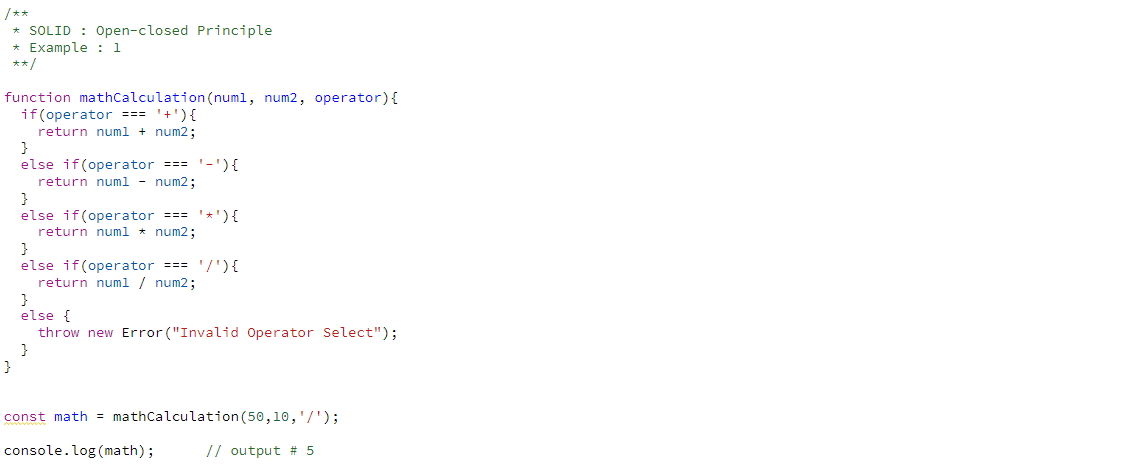 /**
 * SOLID : Open-closed Principle
 * Example : 1
 **/
function mathCalculation(num1, num2, operator){
  if(operator === '+'){
    return num1 + num2;
  }
  else if(operator === '-'){
    return num1 - num2;
  }
  else if(operator === '*'){
    return num1 * num2;
  }
  else if(operator === '/'){
    return num1 / num2;
  }
  else {
    throw new Error("Invalid Operator Select");
  }
}
const math = mathCalculation(50,10,'/');
console.log(math);      // output # 5